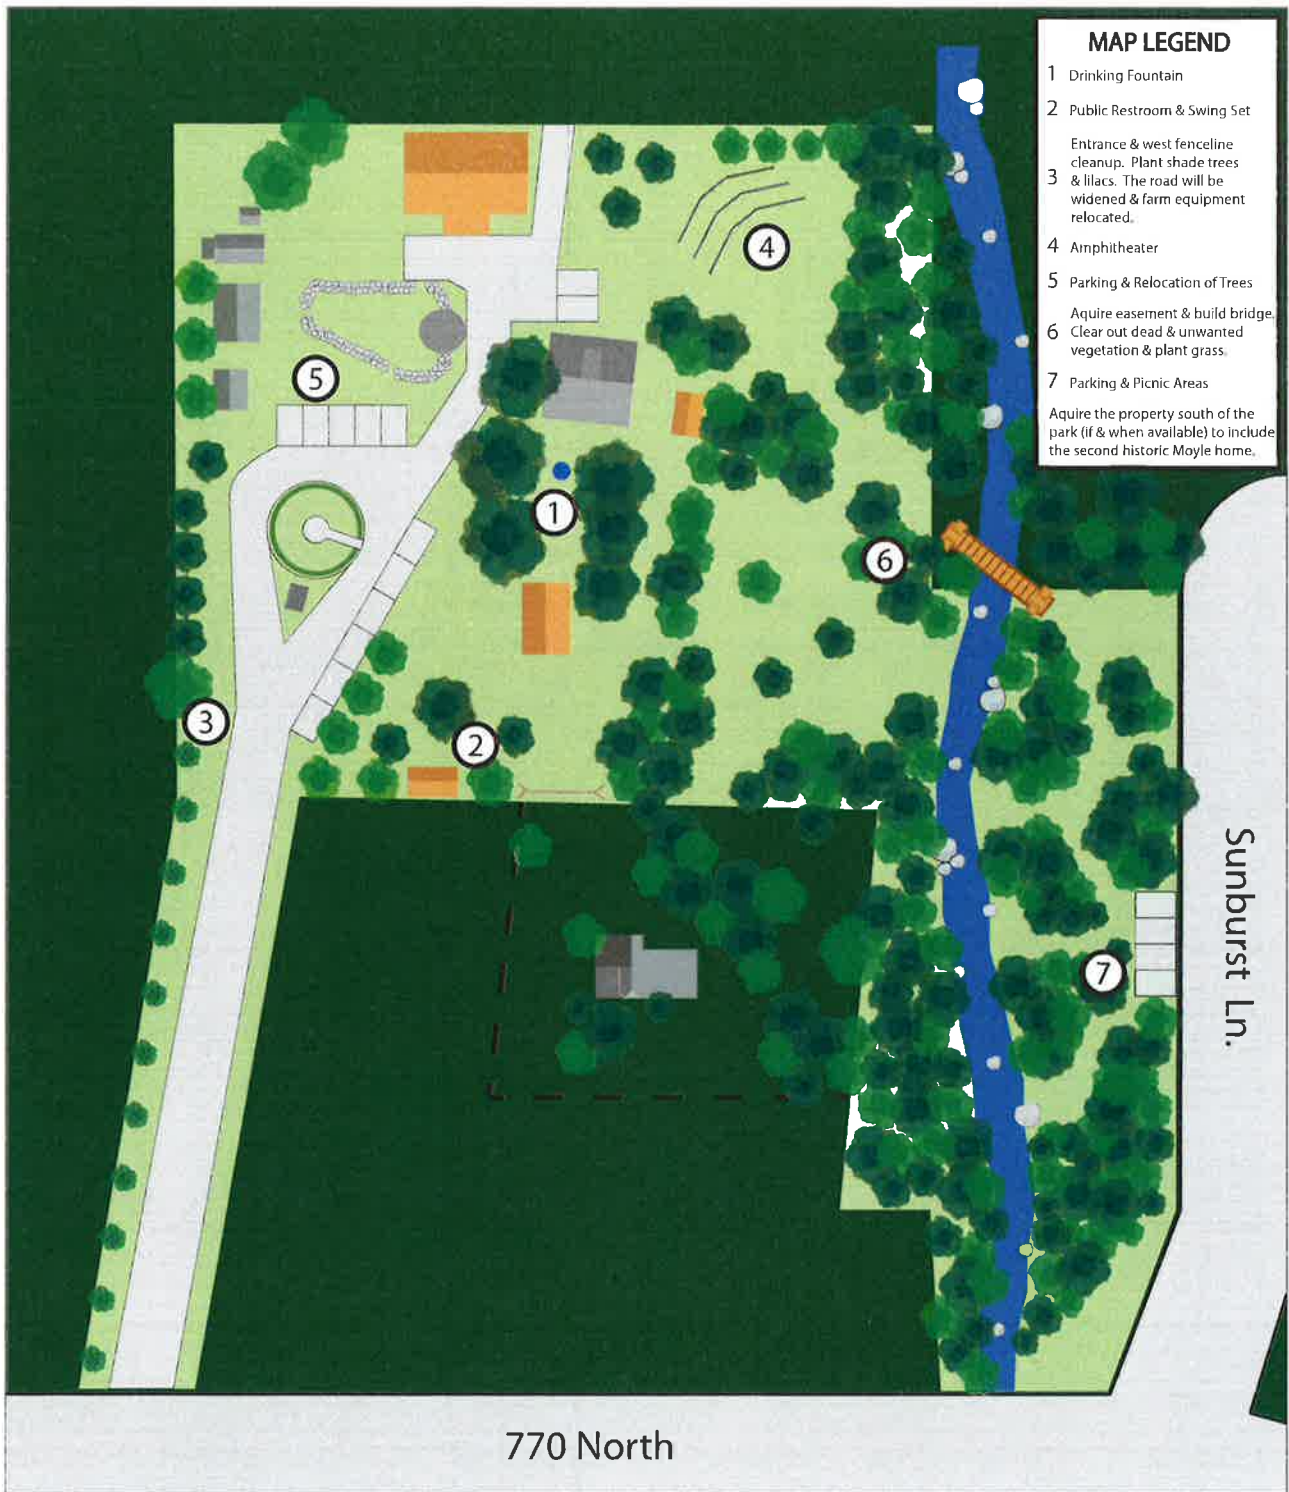 MAP LEGEND
1 Drinking Fountain
2 Public Restroom & Swing Set
Entrance & west fenceline
cleanup. Plant shade trees
3 & lilacs. The road will be
widened & farm equipment
relocated.
4 Amphitheater
5 Parking & Relocation of Trees
Aquire easement & build bridge.
6 Clear out dead & unwanted
vegetation & plant grass.
7 Parking & Picnic Areas
Aquire the property south of the
park (if & when available) to include
the second historic Moyle home.
4
5
1
6
3
2
7
Sunburst Ln.
770 North